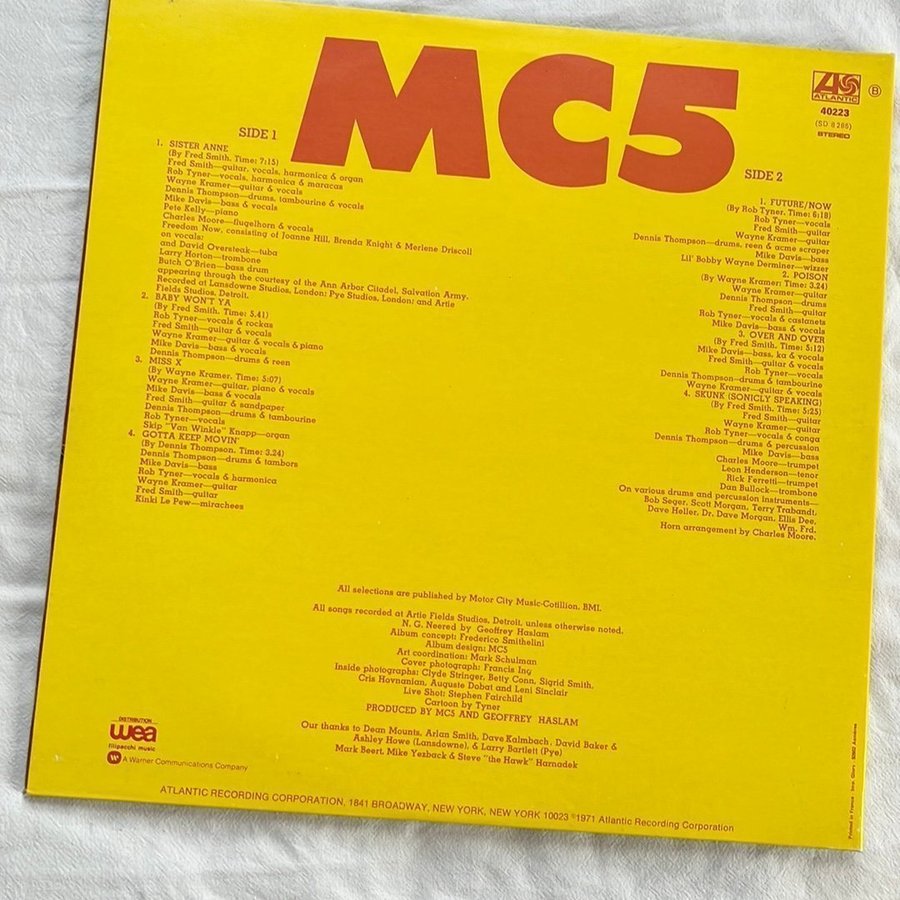 MC5
ATLANTIC
B
40223
(SD 8 285)
STEREO
SIDE 1
1. SISTER ANNE
(By Fred Smith. Time: 7:15)
Fred Smith—guitar, vocals, harmonica & organ
Rob Tyner—vocals, harmonica & maracas
Wayne Kramer—guitar & vocals
Dennis Thompson—drums, tambourine & vocals
Mike Davis—bass & vocals
Pete Kelly—piano
Charles Moore—flugelhorn & vocals
Freedom Now, consisting of Joanne Hill, Brenda Knight & Merlene Driscoll
on vocals;
and David Oversteak—tuba
Larry Horton—trombone
Butch O'Brien—bass drum
appearing through the courtesy of the Ann Arbor Citadel, Salvation Army.
Recorded at Lansdowne Studios, London; Pye Studios, London; and Artie
Fields Studios, Detroit.
2. BABY WON'T YA
(By Fred Smith. Time: 5.41)
Rob Tyner—vocals & rockas
Fred Smith—guitar & vocals
Wayne Kramer—guitar & vocals & piano
Mike Davis—bass & vocals
Dennis Thompson—drums & reen
3. MISS X
(By Wayne Kramer. Time: 5:07)
Wayne Kramer—guitar, piano & vocals
Mike Davis—bass & vocals
Fred Smith—guitar & sandpaper
Dennis Thompson—drums & tambourine
Rob Tyner—vocals
Skip "Van Winkle" Knapp—organ
4. GOTTA KEEP MOVIN'
(By Dennis Thompson. Time: 3.24)
Dennis Thompson—drums & tambors
Mike Davis—bass
Rob Tyner—vocals & harmonica
Wayne Kramer—guitar
Fred Smith—guitar
Kinki Le Pew—mirachees
SIDE 2
1. FUTURE/NOW
(By Rob Tyner. Time: 6:18)
Rob Tyner—vocals
Fred Smith—guitar
Wayne Kramer—guitar
Dennis Thompson—drums, reen & acme scraper
Mike Davis—bass
Lil' Bobby Wayne Derminer—wizzer
2. POISON
(By Wayne Kramer: Time: 3.24)
Wayne Kramer—guitar
Dennis Thompson—drums
Fred Smith—guitar
Rob Tyner—vocals & castanets
Mike Davis—bass & vocals
3. OVER AND OVER
(By Fred Smith. Time: 5:12)
Mike Davis—bass, ka & vocals
Fred Smith—guitar & vocals
Rob Tyner—vocals
Dennis Thompson—drums & tambourine
Wayne Kramer—guitar & vocals
4. SKUNK (SONICLY SPEAKING)
(By Fred Smith. Time: 5:25)
Fred Smith—guitar
Wayne Kramer—guitar
Rob Tyner—vocals & conga
Dennis Thompson—drums & percussion
Mike Davis—bass
Charles Moore—trumpet
Leon Henderson—tenor
Rick Ferretti—trumpet
Dan Bullock—trombone
On various drums and percussion instruments—
Bob Seger, Scott Morgan, Terry Trabandt,
Dave Heller, Dr. Dave Morgan, Ellis Dee,
Wm. Frd.
Horn arrangement by Charles Moore.
All selections are published by Motor City Music-Cotillion, BMI.
All songs recorded at Artie Fields Studios, Detroit, unless otherwise noted.
N. G. Neered by Geoffrey Haslam
Album concept: Frederico Smithelini
Album design: MC5
Art coordination: Mark Schulman
Cover photograph: Francis Ing
Inside photographs: Clyde Stringer, Betty Conn, Sigrid Smith,
Cris Hovnanian, Auguste Dobat and Leni Sinclair
Live Shot: Stephen Fairchild
Cartoon by Tyner
PRODUCED BY MC5 AND GEOFFREY HASLAM
Our thanks to Dean Mounts, Arlan Smith, Dave Kalmbach, David Baker &
Ashley Howe (Lansdowne), & Larry Bartlett (Pye)
Mark Beert, Mike Yezback & Steve "the Hawk" Harnadek
DISTRIBUTION
wea
filipacchi music
A Warner Communications Company
ATLANTIC RECORDING CORPORATION, 1841 BROADWAY, NEW YORK, NEW YORK 10023 ©1971 Atlantic Recording Corporation
Printed in France